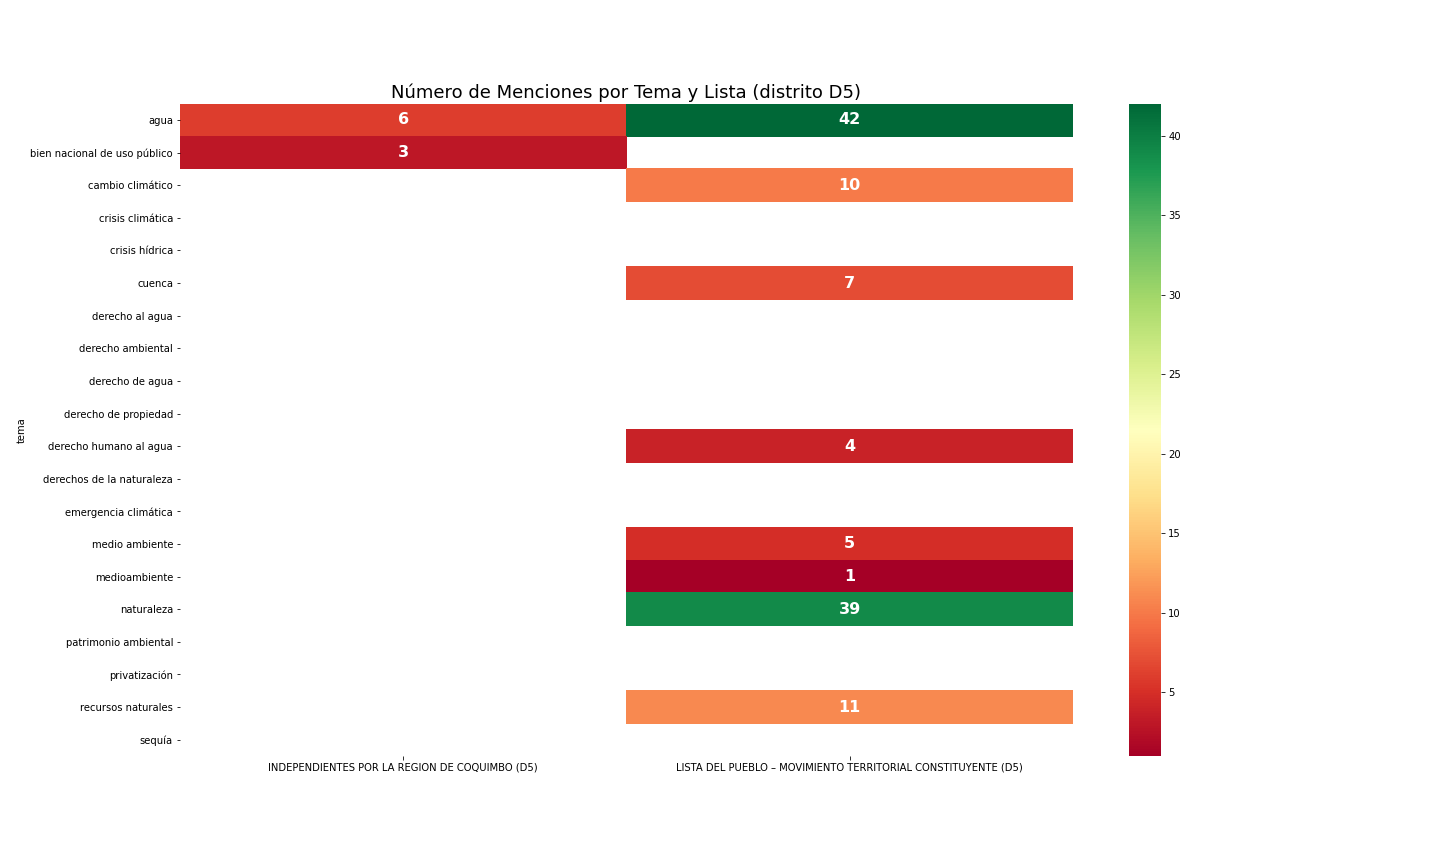 Número de Menciones por Tema y Lista (distrito D5)
agua 6 42
bien nacional de uso público 3
cambio climático 10
crisis climática
crisis hídrica
cuenca 7
derecho al agua
derecho ambiental
derecho de agua
derecho de propiedad
derecho humano al agua 4
derechos de la naturaleza
emergencia climática
medio ambiente 5
medioambiente 1
naturaleza 39
patrimonio ambiental
privatización
recursos naturales 11
sequía
tema
INDEPENDIENTES POR LA REGION DE COQUIMBO (D5)
LISTA DEL PUEBLO – MOVIMIENTO TERRITORIAL CONSTITUYENTE (D5)
40
35
30
25
20
15
10
5